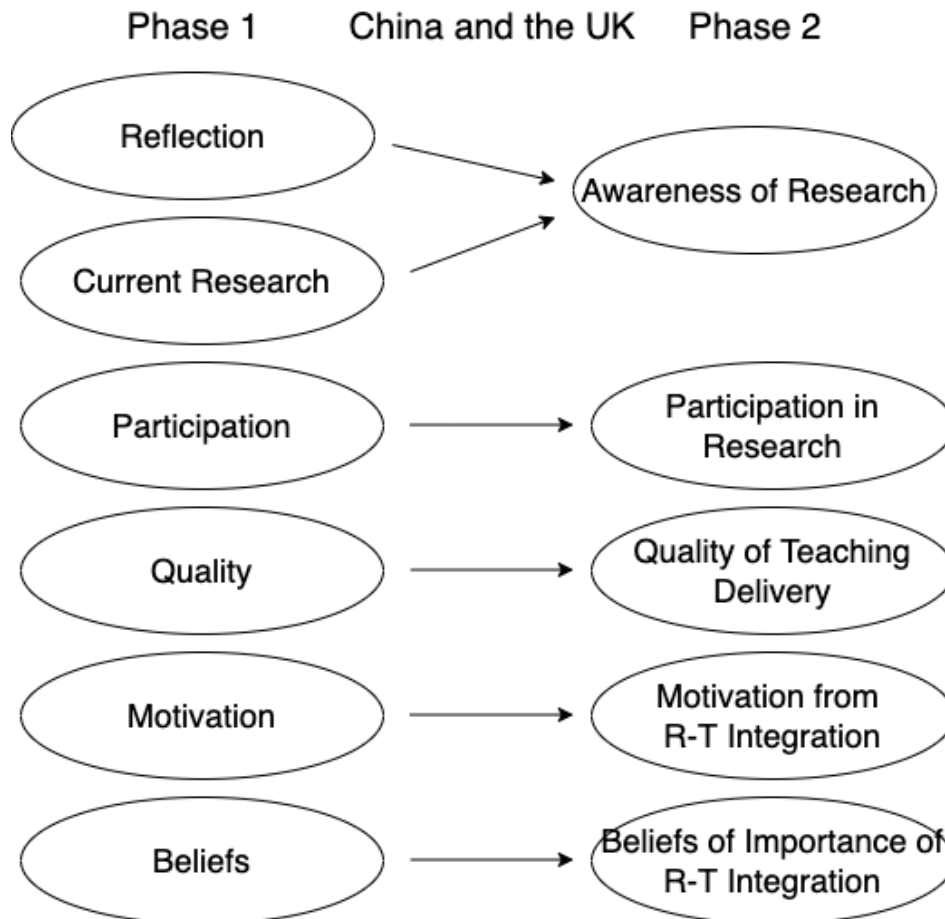 Phase 1 China and the UK Phase 2
Reflection
Awareness of Research
Current Research
Participation
Participation in
Research
Quality
Quality of Teaching
Delivery
Motivation
Motivation from
R-T Integration
Beliefs
Beliefs of Importance of
R-T Integration